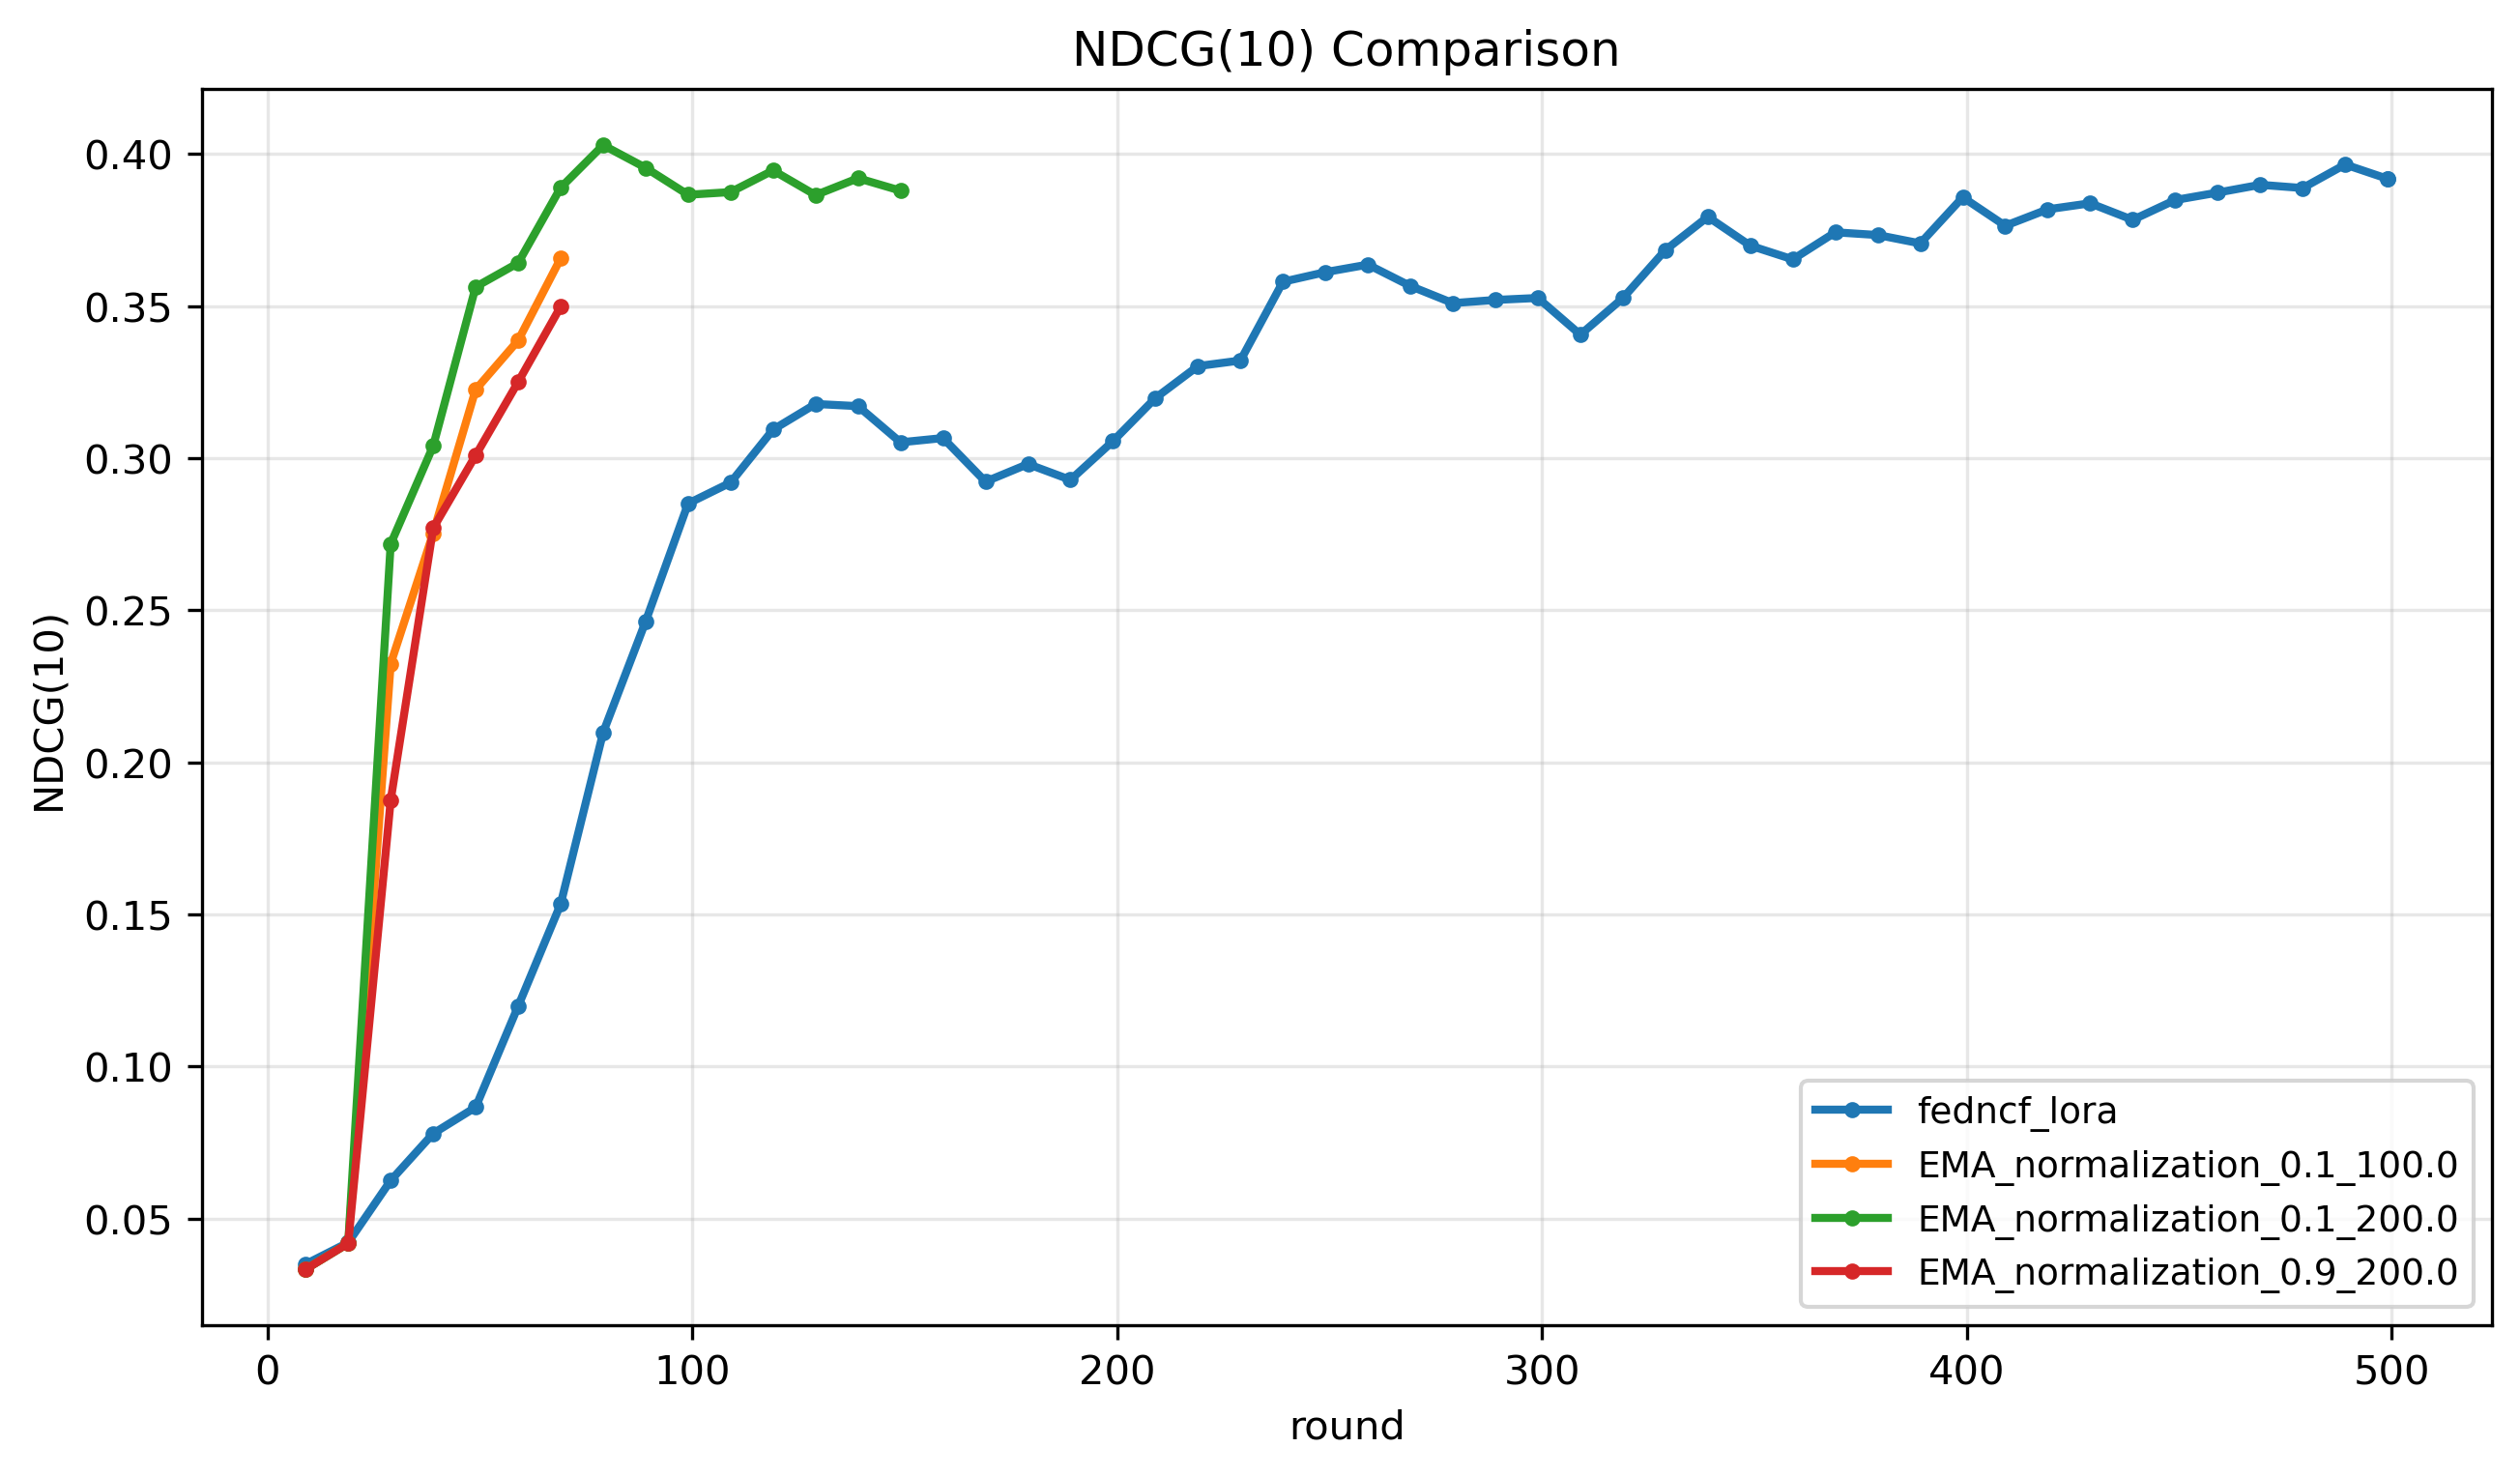 NDCG(10) Comparison
NDCG(10)
0.40
0.35
0.30
0.25
0.20
0.15
0.10
0.05
0 100 200 300 400 500
round
fedncf_lora
EMA_normalization_0.1_100.0
EMA_normalization_0.1_200.0
EMA_normalization_0.9_200.0